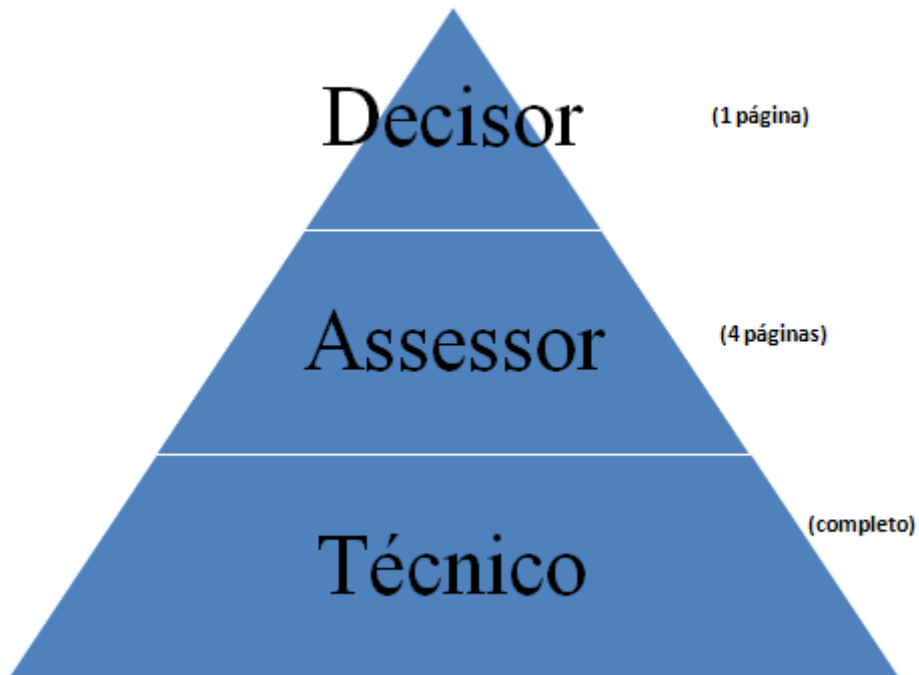 Decisor
(1 página)
Assessor
(4 páginas)
Técnico
(completo)